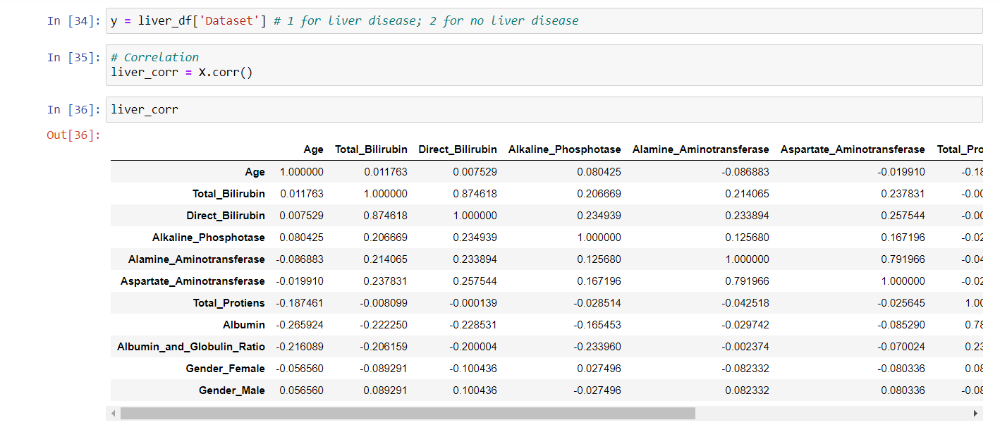 In [34]: y = liver_df['Dataset'] # 1 for liver disease; 2 for no liver disease
In [35]: # Correlation
liver_corr = X.corr()
In [36]: liver_corr
Out[36]:
Age Total_Bilirubin Direct_Bilirubin Alkaline_Phosphotase Alamine_Aminotransferase Aspartate_Aminotransferase Total_Pro
Age 1.000000 0.011763 0.007529 0.080425 -0.086883 -0.019910 -0.18
Total_Bilirubin 0.011763 1.000000 0.874618 0.206669 0.214065 0.237831 -0.00
Direct_Bilirubin 0.007529 0.874618 1.000000 0.234939 0.233894 0.257544 -0.00
Alkaline_Phosphotase 0.080425 0.206669 0.234939 1.000000 0.125680 0.167196 -0.02
Alamine_Aminotransferase -0.086883 0.214065 0.233894 0.125680 1.000000 0.791966 -0.04
Aspartate_Aminotransferase -0.019910 0.237831 0.257544 0.167196 0.791966 1.000000 -0.02
Total_Protiens -0.187461 -0.008099 -0.000139 -0.028514 -0.042518 -0.025645 1.00
Albumin -0.265924 -0.222250 -0.228531 -0.165453 -0.029742 -0.085290 0.78
Albumin_and_Globulin_Ratio -0.216089 -0.206159 -0.200004 -0.233960 -0.002374 -0.070024 0.23
Gender_Female -0.056560 -0.089291 -0.100436 0.027496 -0.082332 -0.080336 0.08
Gender_Male 0.056560 0.089291 0.100436 -0.027496 0.082332 0.080336 -0.08